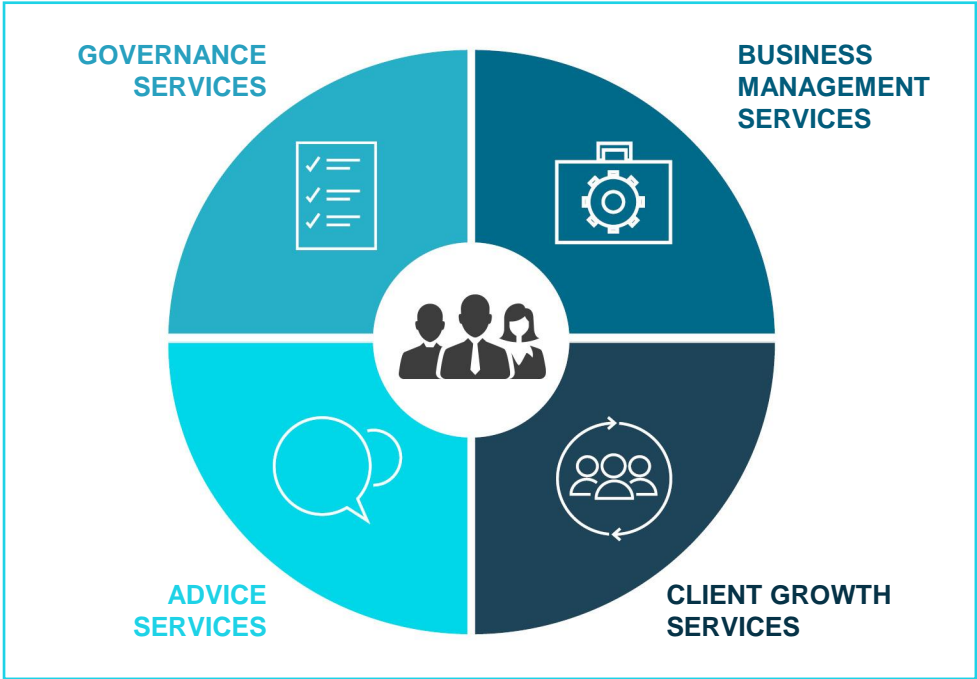 GOVERNANCE
SERVICES
BUSINESS
MANAGEMENT
SERVICES
ADVICE
SERVICES
CLIENT GROWTH
SERVICES